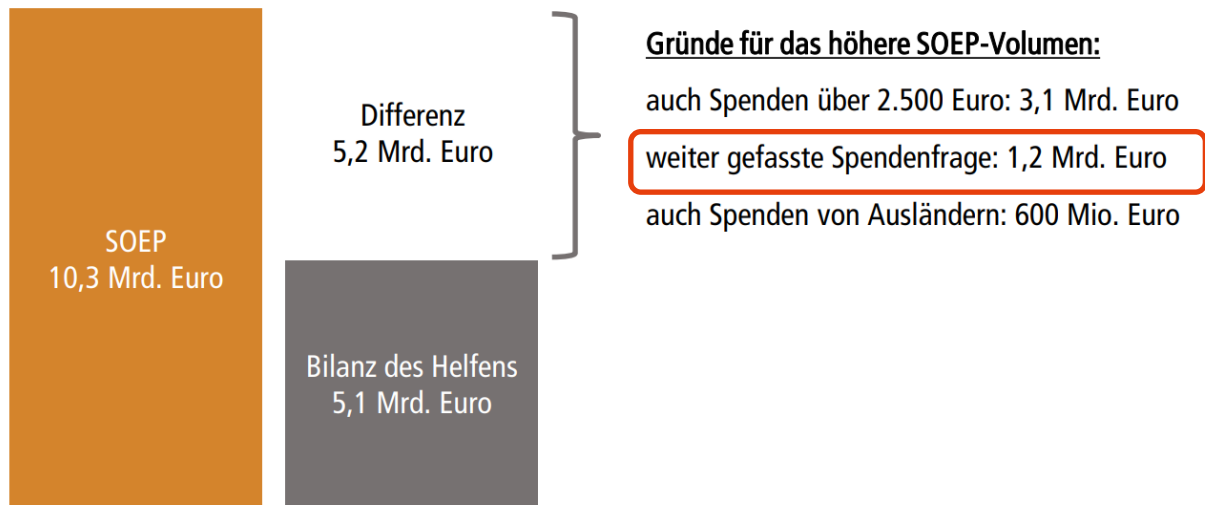 SOEP
10,3 Mrd. Euro
Differenz
5,2 Mrd. Euro
Bilanz des Helfens
5,1 Mrd. Euro
Gründe für das höhere SOEP-Volumen:
auch Spenden über 2.500 Euro: 3,1 Mrd. Euro
weiter gefasste Spendenfrage: 1,2 Mrd. Euro
auch Spenden von Ausländern: 600 Mio. Euro